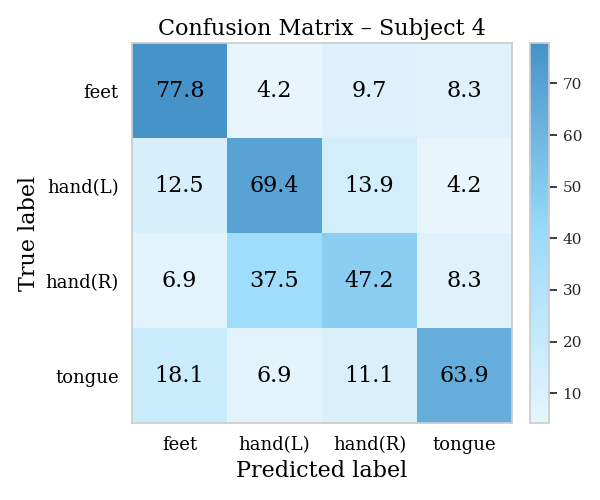 Confusion Matrix – Subject 4
feet 77.8 4.2 9.7 8.3
hand(L) 12.5 69.4 13.9 4.2
hand(R) 6.9 37.5 47.2 8.3
tongue 18.1 6.9 11.1 63.9
feet hand(L) hand(R) tongue
Predicted label
True label
70
60
50
40
30
20
10